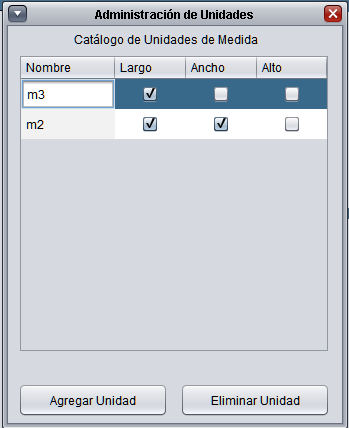 Administración de Unidades
Catálogo de Unidades de Medida
Nombre Largo Ancho Alto
m3
m2
Agregar Unidad Eliminar Unidad